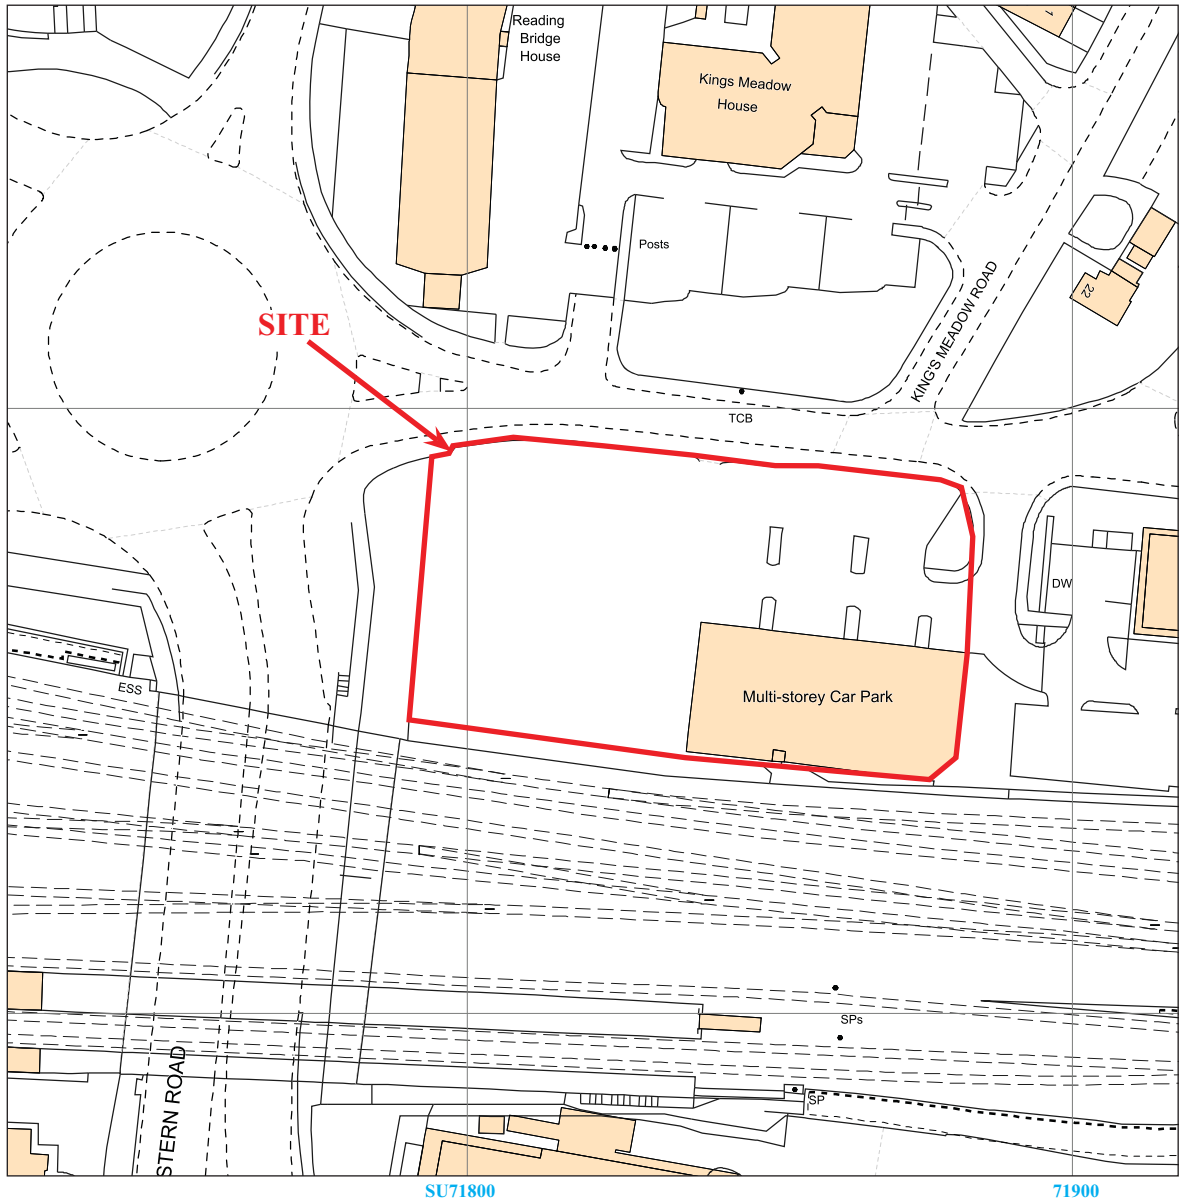 Reading
Bridge
House
Kings Meadow
House
1
Posts
22
KING'S MEADOW ROAD
SITE
TCB
DW
ESS
Multi-storey Car Park
SPs
SP
STERN ROAD
SU71800
71900